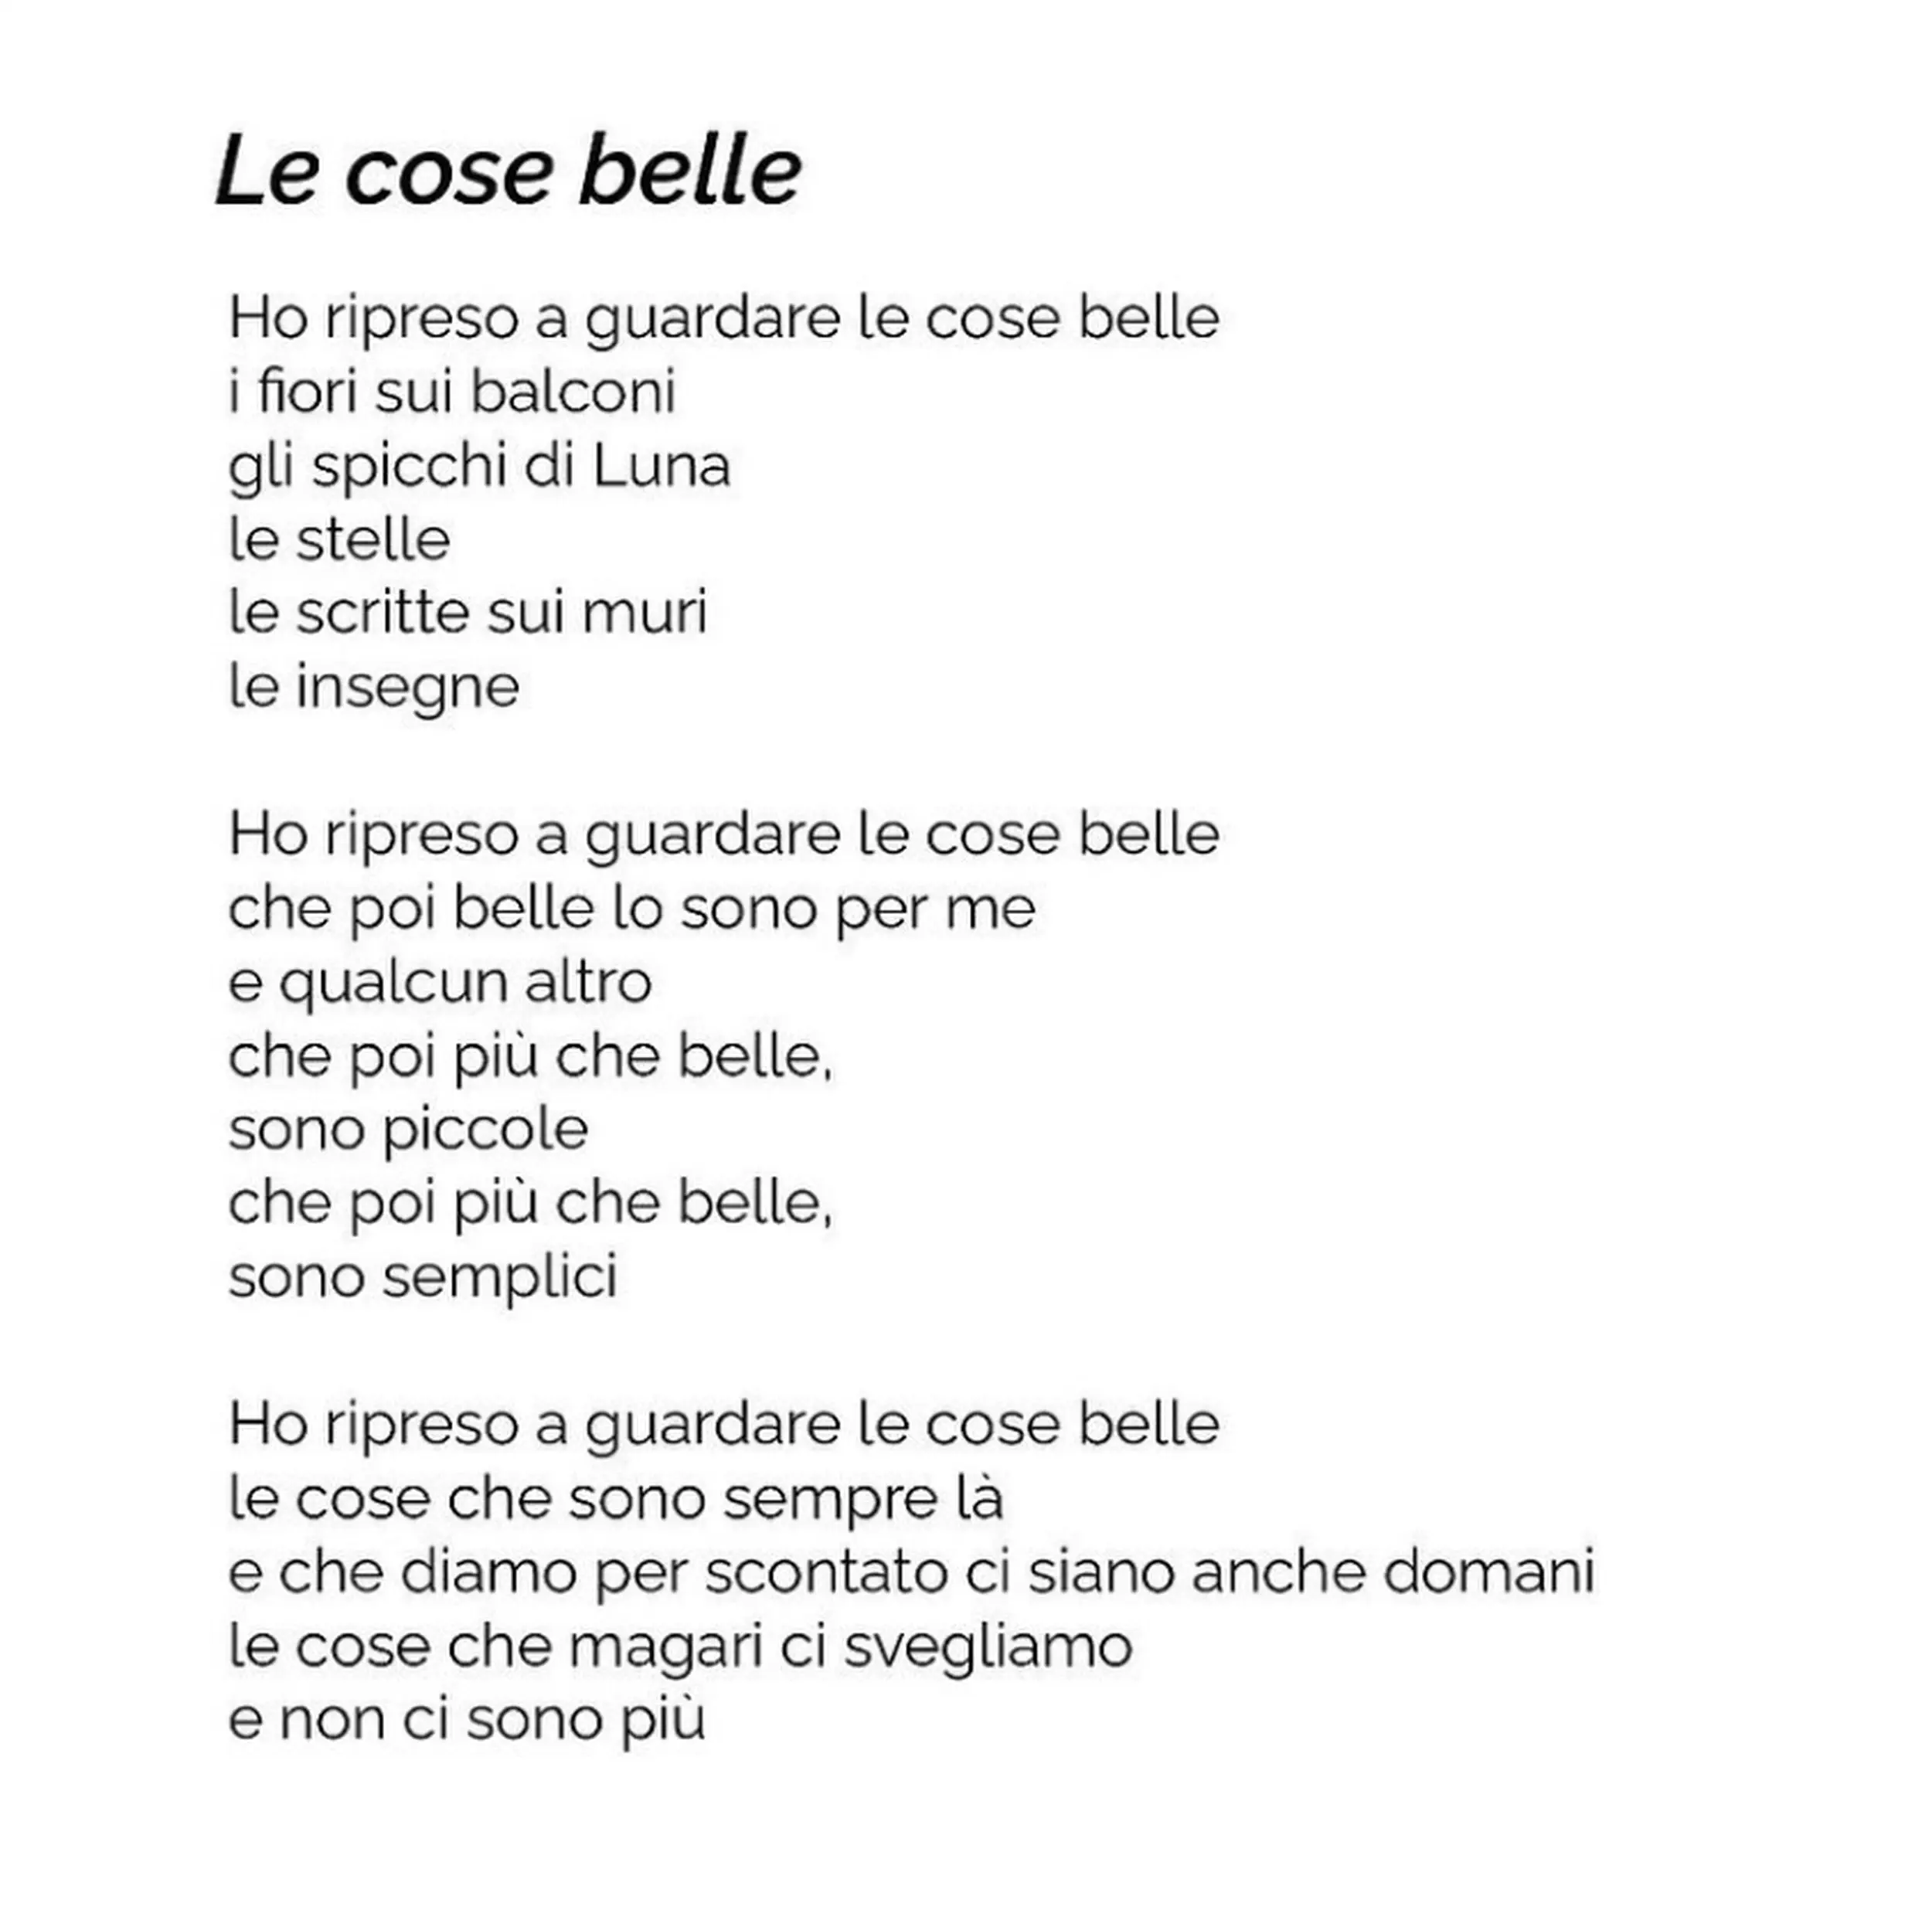 Le cose belle
Ho ripreso a guardare le cose belle
i fiori sui balconi
gli spicchi di Luna
le stelle
le scritte sui muri
le insegne
Ho ripreso a guardare le cose belle
che poi belle lo sono per me
e qualcun altro
che poi più che belle,
sono piccole
che poi più che belle,
sono semplici
Ho ripreso a guardare le cose belle
le cose che sono sempre là
e che diamo per scontato ci siano anche domani
le cose che magari ci svegliamo
e non ci sono più